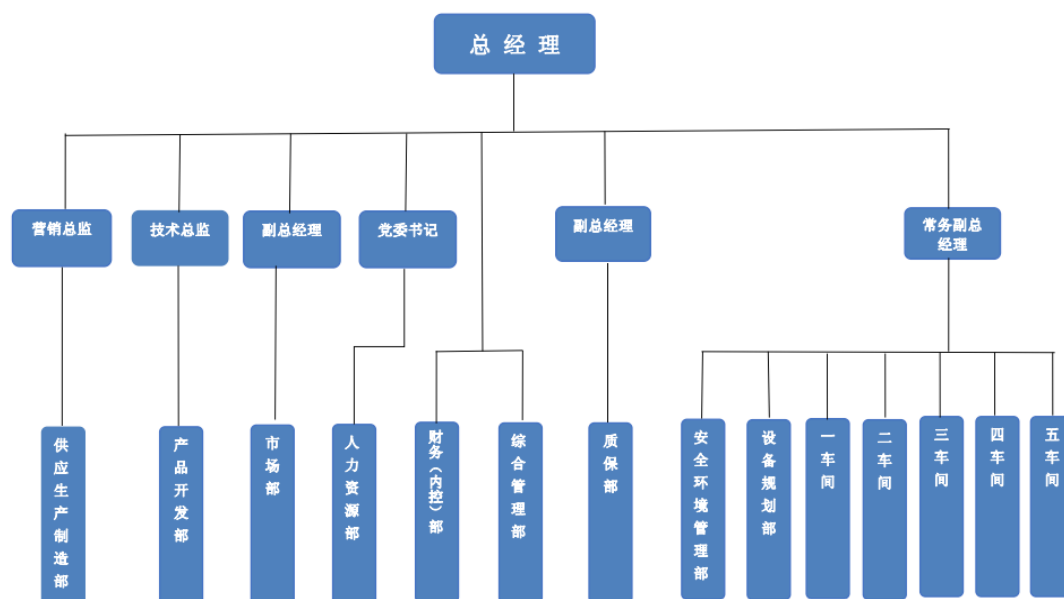 总 经 理
营销总监
技术总监
副总经理
党委书记
副总经理
常务副总
经理
供应生产制造部
产品开发部
市场部
人力资源部
财务（内控）部
综合管理部
质保部
安全环境管理部
设备规划部
一车间
二车间
三车间
四车间
五车间